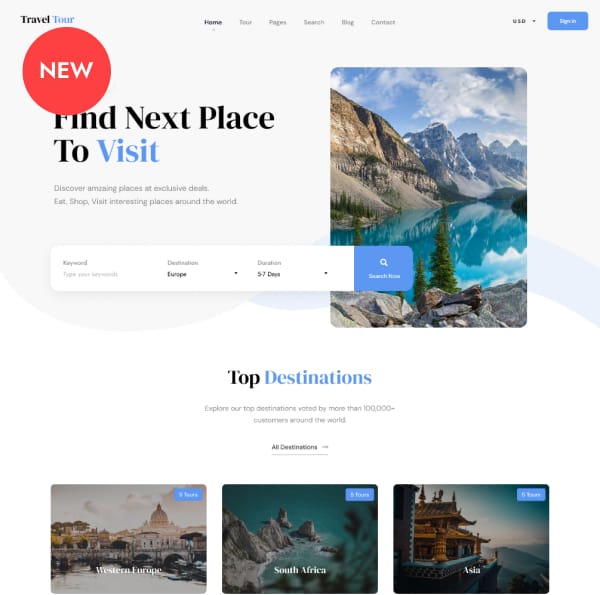 Travel Tour
Home Tour Pages Search Blog Contact
USD
Sign in
NEW
Find Next Place
To Visit
Discover amzaing places at exclusive deals.
Eat, Shop, Visit interesting places around the world.
Keyword Destination Duration
Type your keywords Europe 5-7 Days
Search Now
Top Destinations
Explore our top destinations voted by more than 100,000+
customers around the world.
All Destinations
5 Tours 5 Tours 5 Tours
Western Europe South Africa Asia